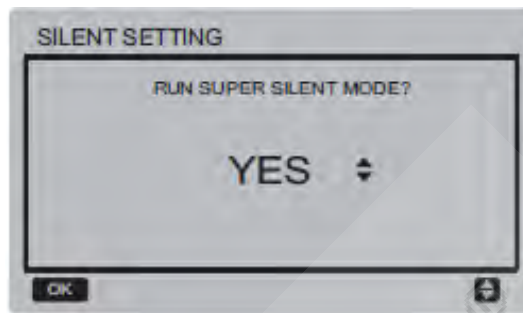 SILENT SETTING
RUN SUPER SILENT MODE?
YES
OK